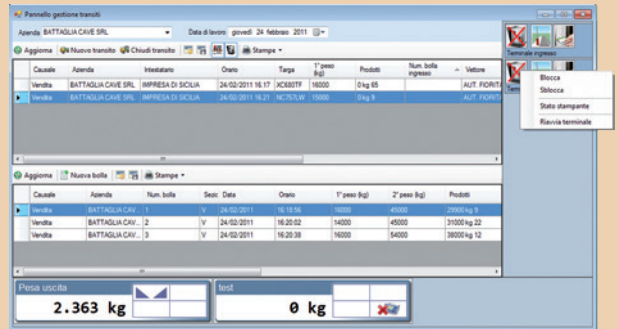 Pannello gestione transiti
Azienda BATTAGLIA CAVE SRL Data di lavoro giovedì 24 febbraio 2011
Aggiorna Nuovo transito Chiudi transito Stampe
Terminale ingresso
Causale Azienda Intestatario Orario Targa 1° peso (kg) Prodotti Num. bolla ingresso Vettore
Vendita BATTAGLIA CAVE SRL IMPRESA DI SICILIA 24/02/2011 16.17 XC680TF 16000 0 kg 65 AUT. FIORITA
Vendita BATTAGLIA CAVE SRL IMPRESA DI SICILIA 24/02/2011 16.21 NC757LW 15000 0 kg 9 AUT. FIORITA
Blocca
Sblocca
Stato stampante
Riavvia terminale
Aggiorna Nuova bolla Stampe
Causale Azienda Num. bolla Sezic Data Orario 1° peso (kg) 2° peso (kg) Prodotti
Vendita BATTAGLIA CAV... 1 V 24/02/2011 16:18:56 16000 45000 29000 kg 9
Vendita BATTAGLIA CAV... 2 V 24/02/2011 16:20:02 14000 45000 31000 kg 22
Vendita BATTAGLIA CAV... 3 V 24/02/2011 16:20:38 16000 54000 38000 kg 12
Pesa uscita test
2.363 kg 0 kg